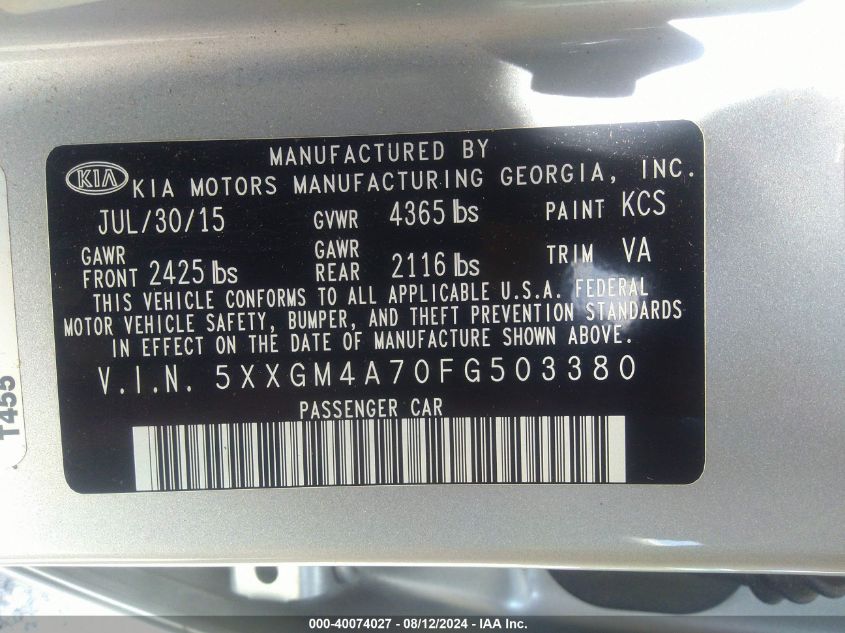 MANUFACTURED BY
KIA KIA MOTORS MANUFACTURING GEORGIA, INC.
JUL/30/15 GVWR 4365 lbs PAINT KCS
GAWR FRONT 2425 lbs GAWR REAR 2116 lbs TRIM VA
THIS VEHICLE CONFORMS TO ALL APPLICABLE U.S.A. FEDERAL
MOTOR VEHICLE SAFETY, BUMPER, AND THEFT PREVENTION STANDARDS
IN EFFECT ON THE DATE OF MANUFACTURE SHOWN ABOVE.
V.I.N. 5XXGM4A70FG503380
PASSENGER CAR
T455
000-40074027 - 08/12/2024 - IAA Inc.